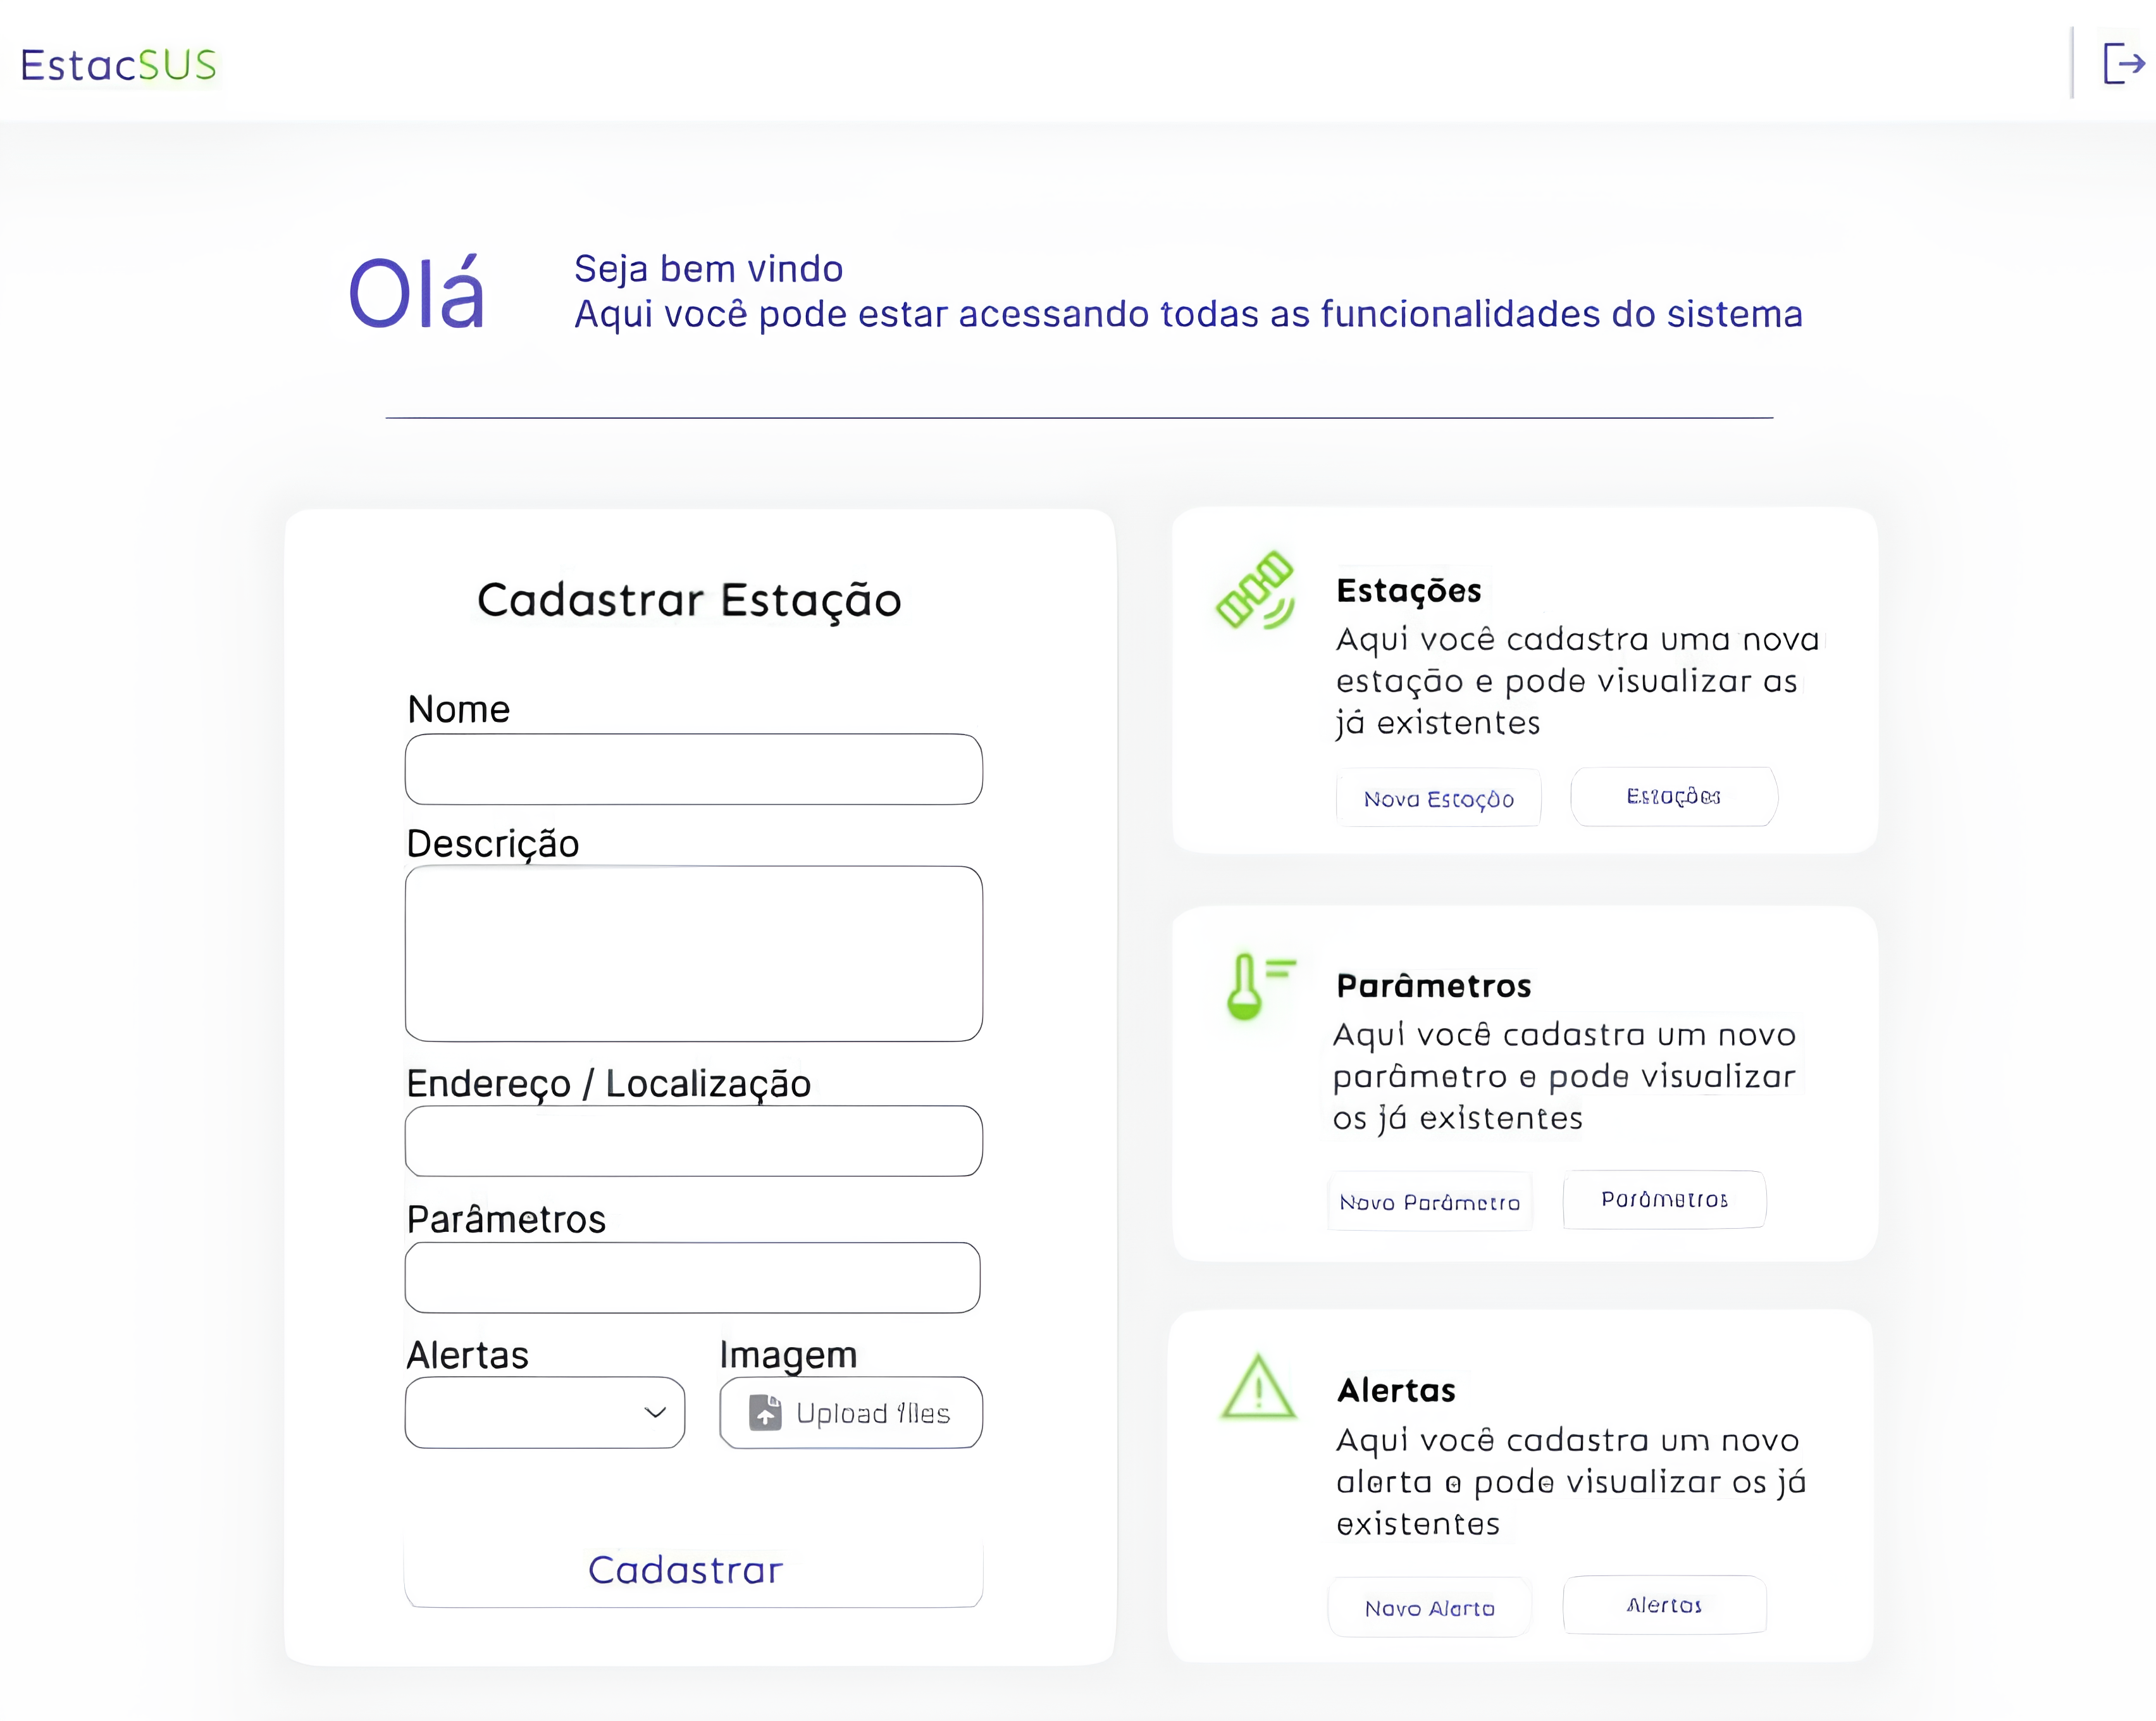 EstacSUS
Olá
Seja bem vindo
Aqui você pode estar acessando todas as funcionalidades do sistema
Cadastrar Estação
Nome
Descrição
Endereço / Localização
Parâmetros
Alertas
Imagem
Upload files
Cadastrar
Estações
Aqui você cadastra uma nova
estação e pode visualizar as
já existentes
Nova Estação
Estações
Parâmetros
Aqui você cadastra um novo
parâmetro e pode visualizar
os já existentes
Novo Parâmetro
Parâmetros
Alertas
Aqui você cadastra um novo
alerta e pode visualizar os já
existentes
Novo Alerta
Alertas